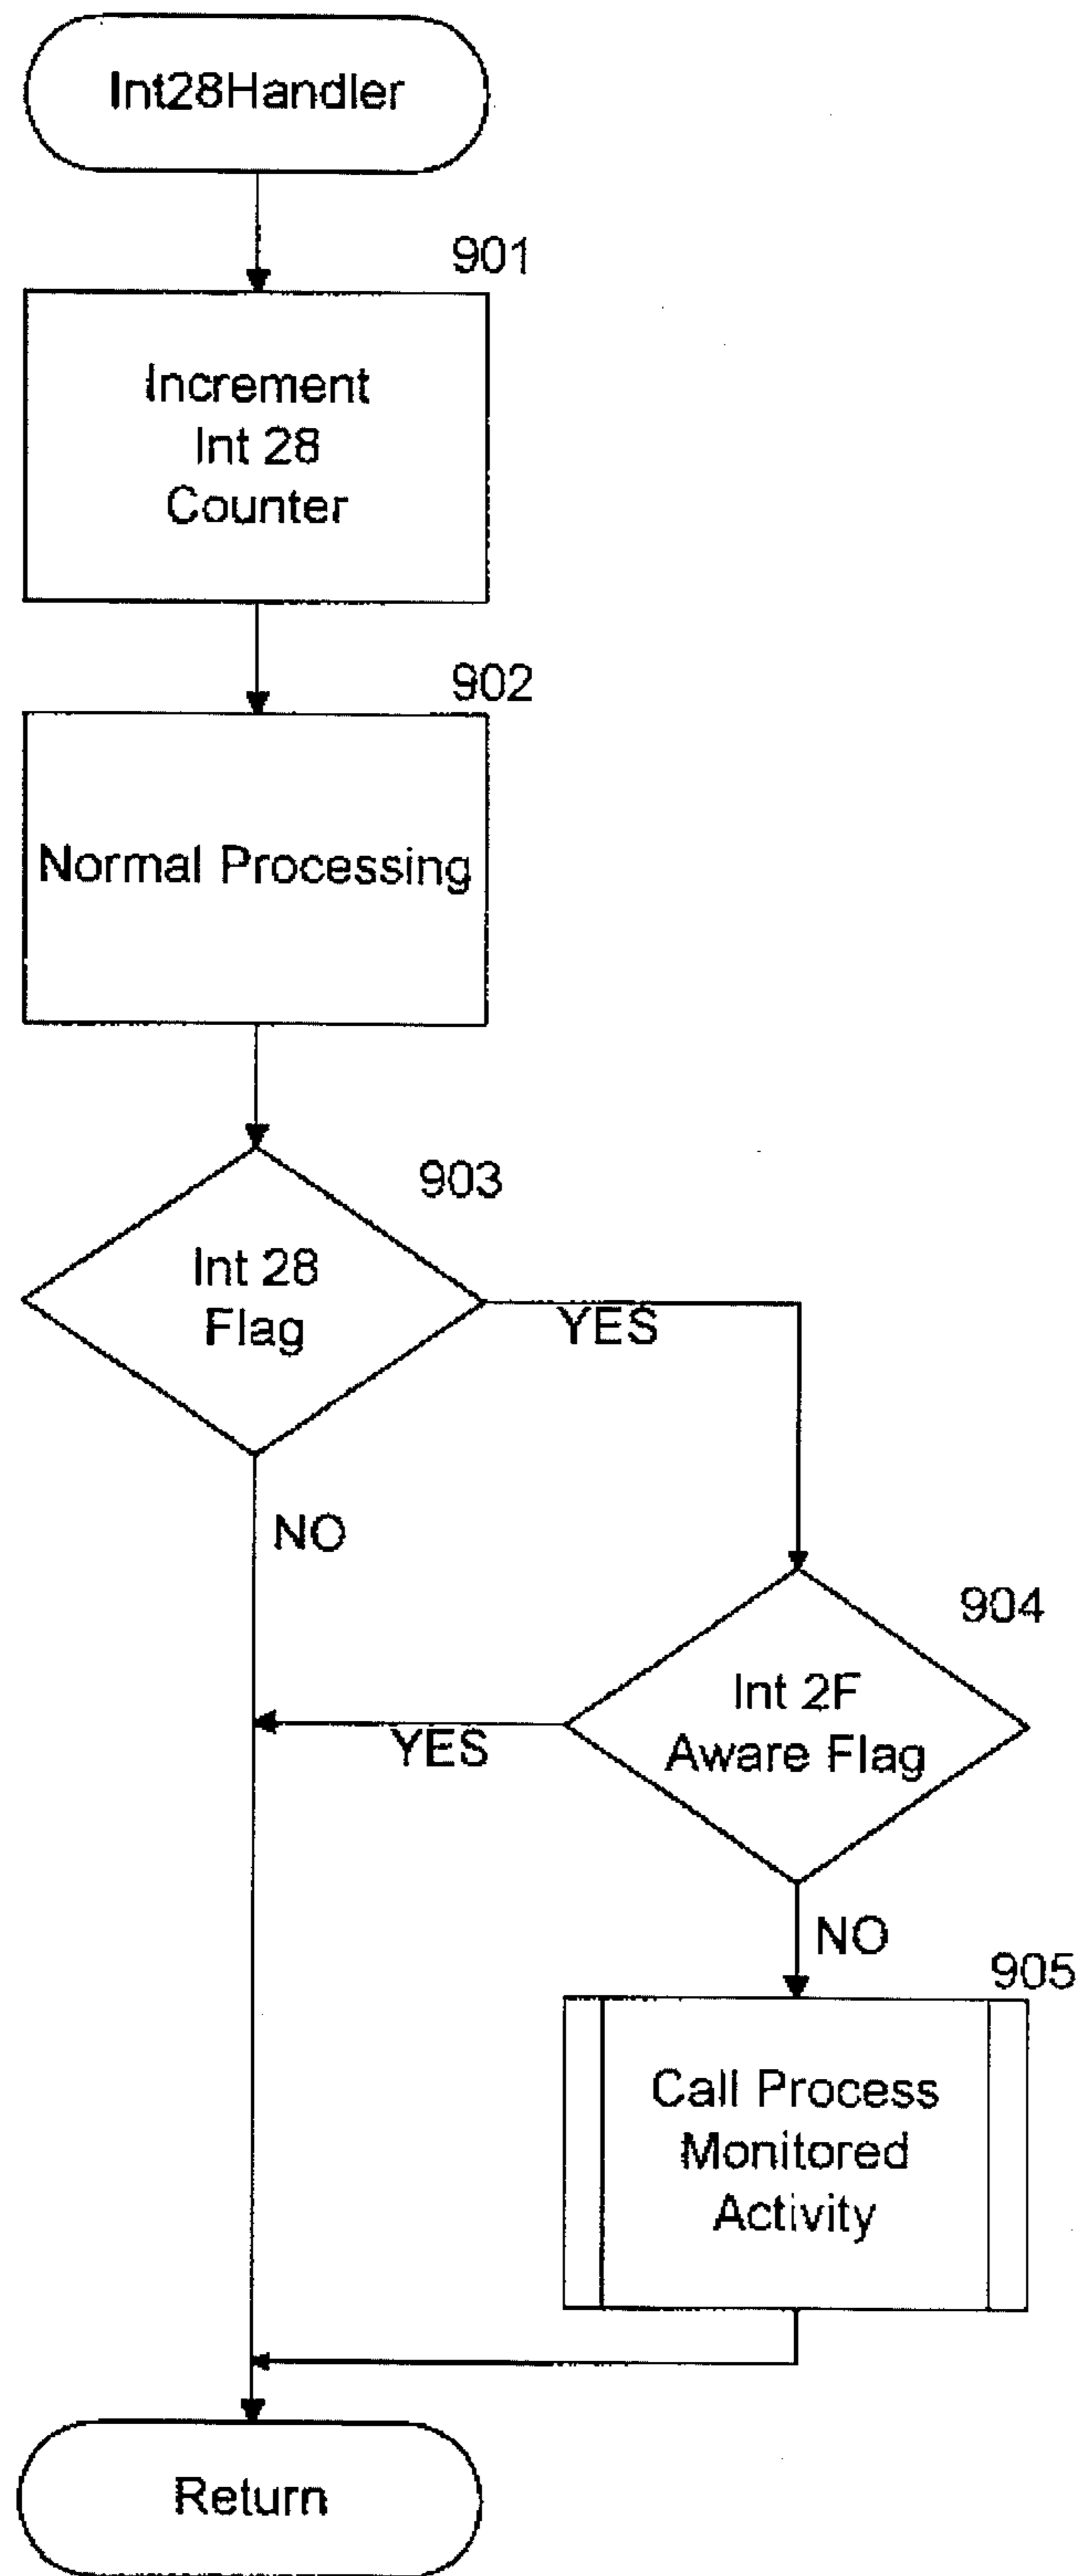 Int28Handler
901
Increment
Int 28
Counter
902
Normal Processing
903
Int 28
Flag
YES
NO
904
Int 2F
Aware Flag
YES
NO
905
Call Process
Monitored
Activity
Return